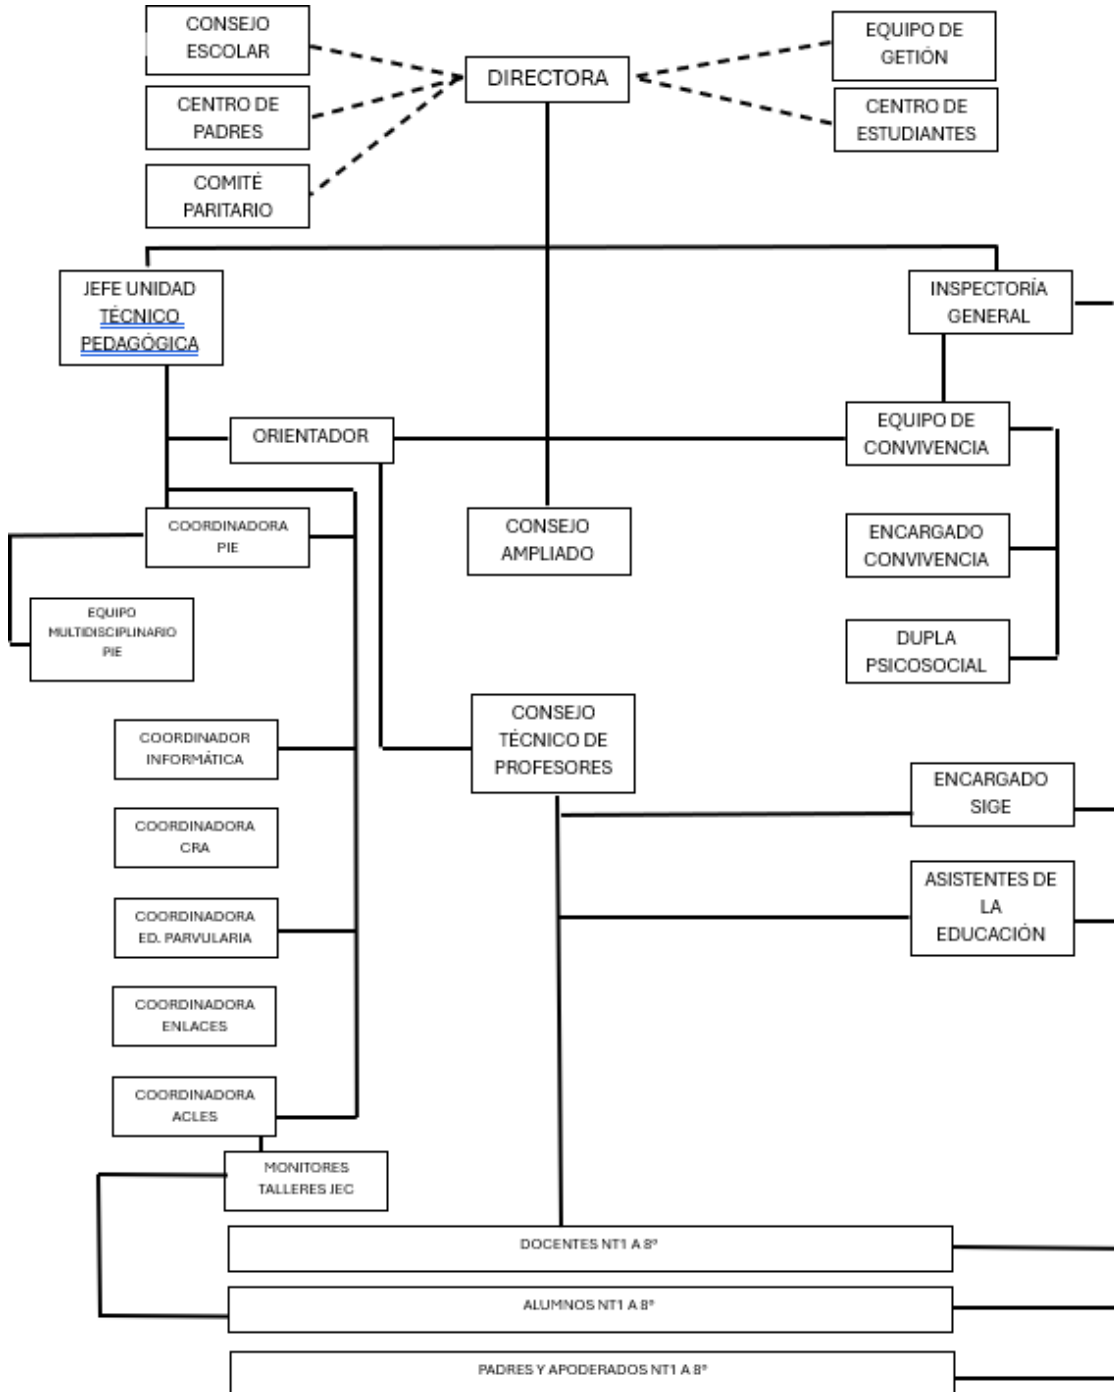 CONSEJO
ESCOLAR
EQUIPO DE
GETIÓN
DIRECTORA
CENTRO DE
PADRES
CENTRO DE
ESTUDIANTES
COMITÉ
PARITARIO
JEFE UNIDAD
TÉCNICO
PEDAGÓGICA
INSPECTORÍA
GENERAL
ORIENTADOR
EQUIPO DE
CONVIVENCIA
COORDINADORA
PIE
CONSEJO
AMPLIADO
ENCARGADO
CONVIVENCIA
EQUIPO
MULTIDISCIPLINARIO
PIE
DUPLA
PSICOSOCIAL
COORDINADOR
INFORMÁTICA
CONSEJO
TÉCNICO DE
PROFESORES
ENCARGADO
SIGE
COORDINADORA
CRA
ASISTENTES DE
LA
EDUCACIÓN
COORDINADORA
ED. PARVULARIA
COORDINADORA
ENLACES
COORDINADORA
ACLES
MONITORES
TALLERES JEC
DOCENTES NT1 A 8°
ALUMNOS NT1 A 8°
PADRES Y APODERADOS NT1 A 8°